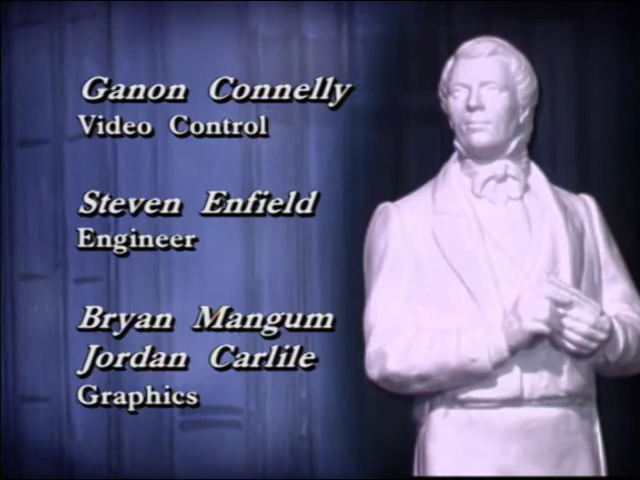 Ganon Connelly
Video Control
Steven Enfield
Engineer
Bryan Mangum
Jordan Carlile
Graphics